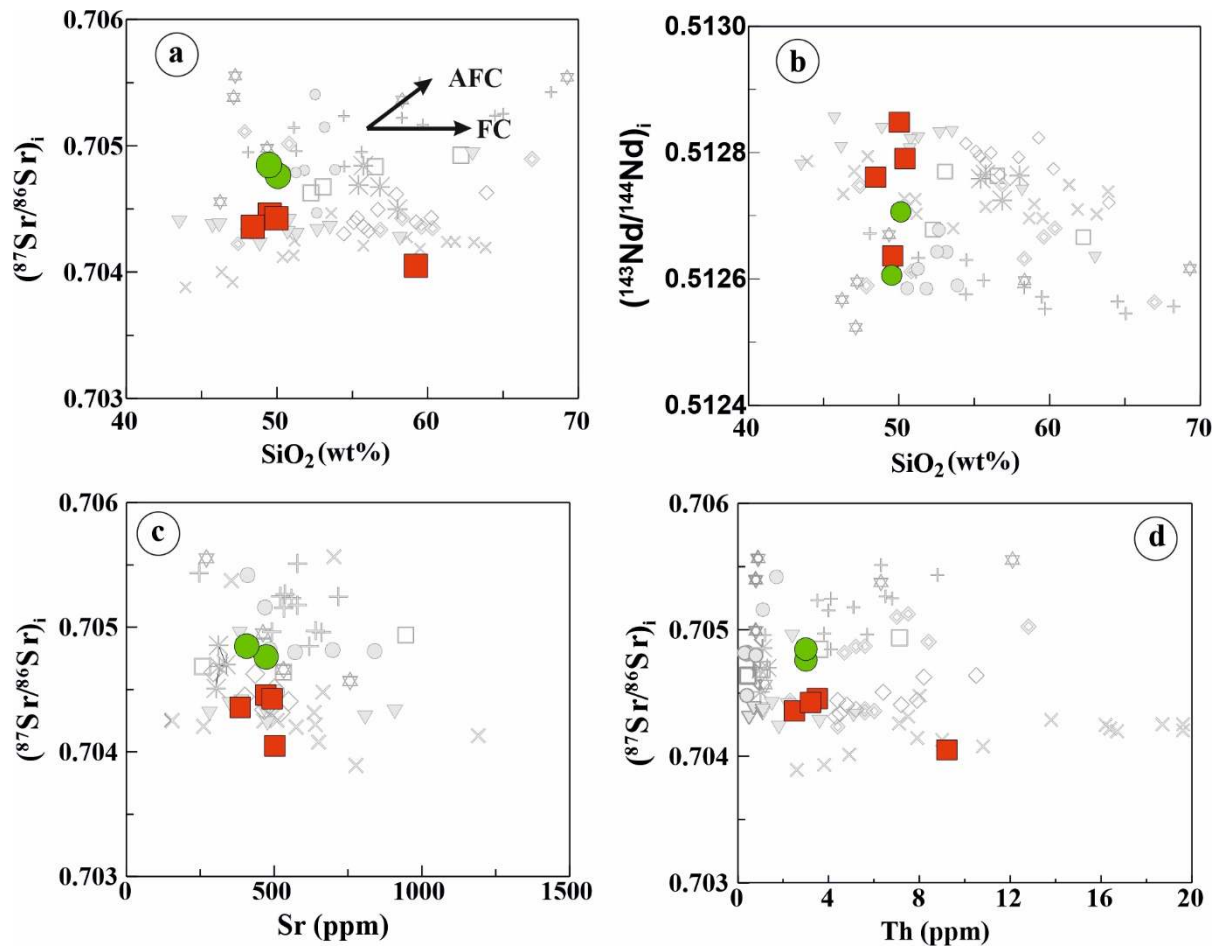 a
0.706
0.705
0.704
0.703
(87Sr/86Sr)i
AFC
FC
40 50 60 70
SiO2 (wt%)
b
0.5130
0.5128
0.5126
0.5124
(143Nd/144Nd)i
40 50 60 70
SiO2 (wt%)
c
0.706
0.705
0.704
0.703
(87Sr/86Sr)i
0 500 1000 1500
Sr (ppm)
d
0.706
0.705
0.704
0.703
(87Sr/86Sr)i
0 4 8 12 16 20
Th (ppm)